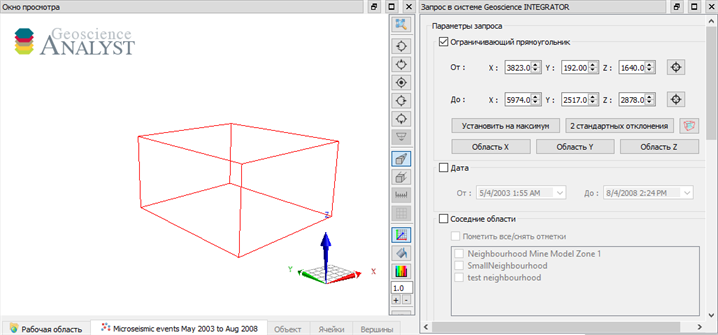 Окно просмотра
Geoscience
ANALYST
Z
Y
X
1.0
+ -
Рабочая область
Microseismic events May 2003 to Aug 2008
Объект
Ячейки
Вершины
Запрос в системе Geoscience INTEGRATOR
Параметры запроса
Ограничивающий прямоугольник
От : X : 3823.0 Y : 192.00 Z : 1640.0
До : X : 5974.0 Y : 2517.0 Z : 2878.0
Установить на максимум 2 стандартных отклонения
Область X Область Y Область Z
Дата
От : 5/4/2003 1:55 AM До : 8/4/2008 2:24 PM
Соседние области
Пометить все/снять отметки
Neighbourhood Mine Model Zone 1
SmallNeighbourhood
test neighbourhood